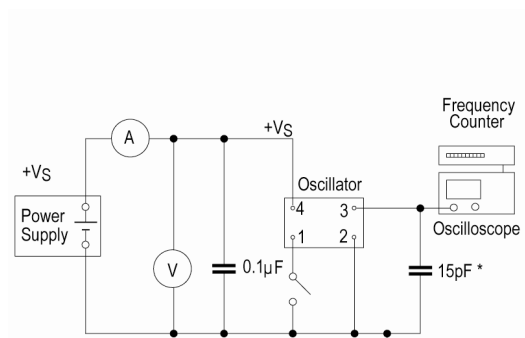 Frequency
Counter
+VS
A
+VS
Oscillator
Power
Supply
4
3
1
2
Oscilloscope
V
0.1µF
15pF *